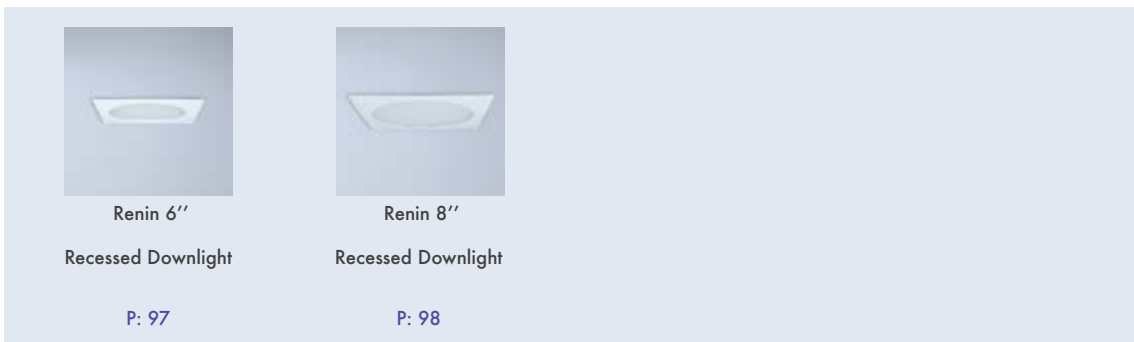 Renin 6’’
Recessed Downlight
P: 97
Renin 8’’
Recessed Downlight
P: 98